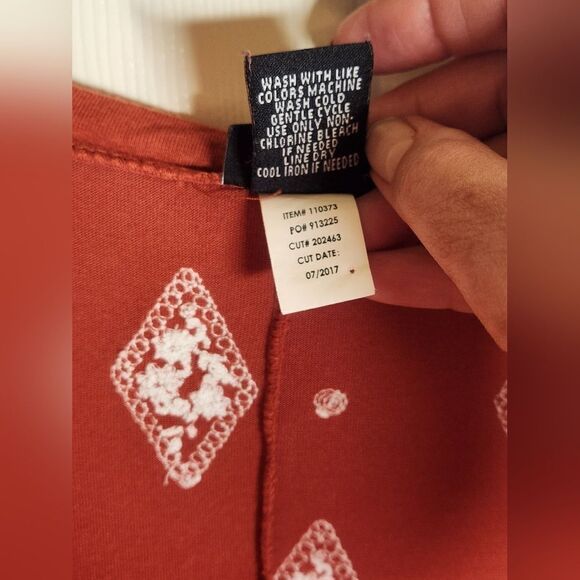 WASH WITH LIKE
COLORS MACHINE
WASH COLD
GENTLE CYCLE
USE ONLY NON-
CHLORINE BLEACH
IF NEEDED
LINE DRY
COOL IRON IF NEEDED
ITEM# 110373
PO# 913225
CUT# 202463
CUT DATE:
07/2017